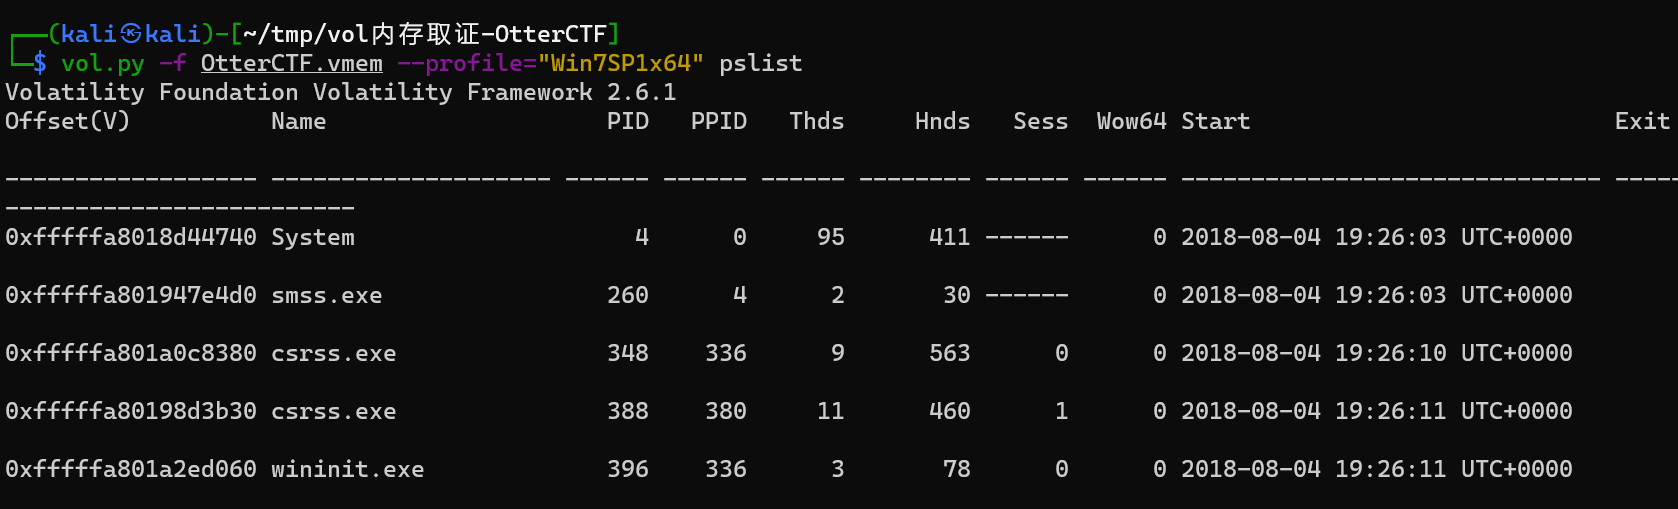 ┌──(kali㉿kali)-[~/tmp/vol内存取证-OtterCTF]
└─$ vol.py -f OtterCTF.vmem --profile="Win7SP1x64" pslist
Volatility Foundation Volatility Framework 2.6.1
Offset(V)          Name                    PID   PPID   Thds     Hnds   Sess  Wow64 Start                          Exit
------------------ -------------------- ------ ------ ------ -------- ------ ------ ------------------------------ -----
-------------------------
0xfffffa8018d44740 System                    4      0     95      411 ------      0 2018-08-04 19:26:03 UTC+0000
0xfffffa801947e4d0 smss.exe                260      4      2       30 ------      0 2018-08-04 19:26:03 UTC+0000
0xfffffa801a0c8380 csrss.exe               348    336      9      563      0      0 2018-08-04 19:26:10 UTC+0000
0xfffffa80198d3b30 csrss.exe               388    380     11      460      1      0 2018-08-04 19:26:11 UTC+0000
0xfffffa801a2ed060 wininit.exe             396    336      3       78      0      0 2018-08-04 19:26:11 UTC+0000